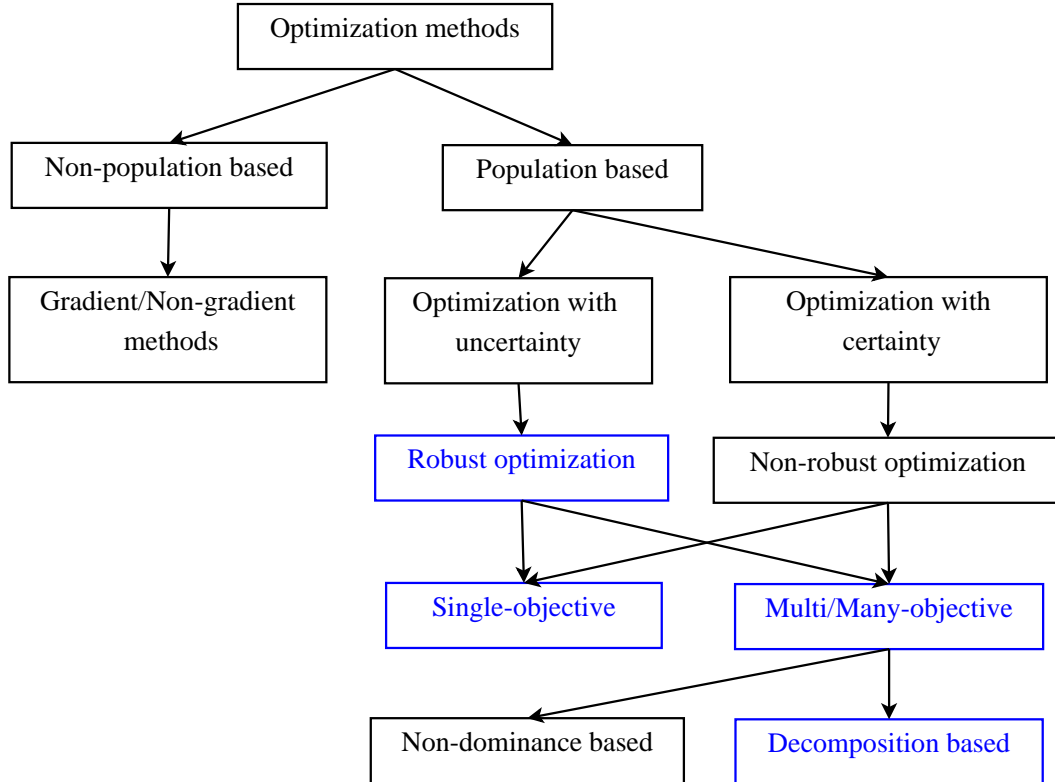 Optimization methods
Non-population based
Population based
Gradient/Non-gradient
methods
Optimization with
uncertainty
Optimization with
certainty
Robust optimization
Non-robust optimization
Single-objective
Multi/Many-objective
Non-dominance based
Decomposition based